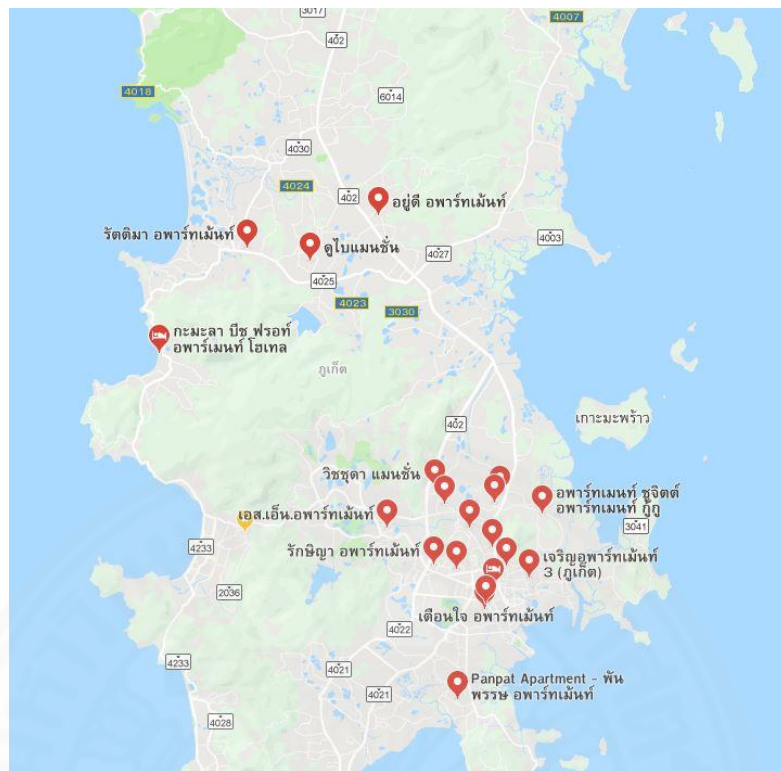 3017
402
4007
4018
6014
4030
4024
402
อยู่ดี อพาร์ทเม้นท์
รัตติมา อพาร์ทเม้นท์
ดูไบแมนชั่น
4003
4027
4025
4023
3030
กะมะลา บีช ฟรอท์
อพาร์เมนท์ โฮเทล
ภูเก็ต
เกาะมะพร้าว
402
วิชชุดา แมนชั่น
อพาร์ทเมนท์ ชูจิตต์
อพาร์ทเมนท์ กู้กู
เอส.เอ็น.อพาร์ทเม้นท์
3041
4233
รักษิญา อพาร์ทเม้นท์
เจริญอพาร์ทเม้นท์
3 (ภูเก็ต)
2036
เตือนใจ อพาร์ทเม้นท์
4022
4233
4021
4021
Panpat Apartment - พัน
พรรษ อพาร์ทเม้นท์
4028